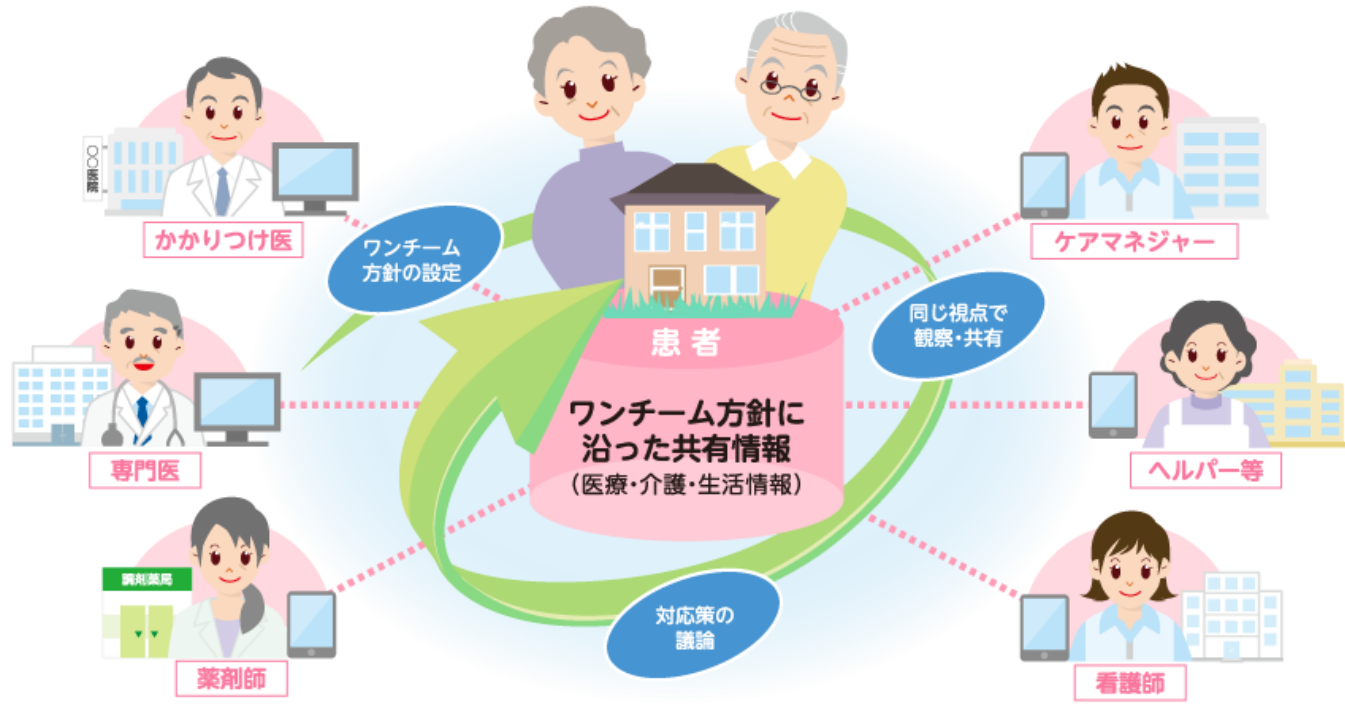 〇〇医院
かかりつけ医
ワンチーム
方針の設定
ケアマネジャー
同じ視点で
観察・共有
患者
専門医
ワンチーム方針に
沿った共有情報
（医療・介護・生活情報）
ヘルパー等
調剤薬局
薬剤師
対応策の
議論
看護師